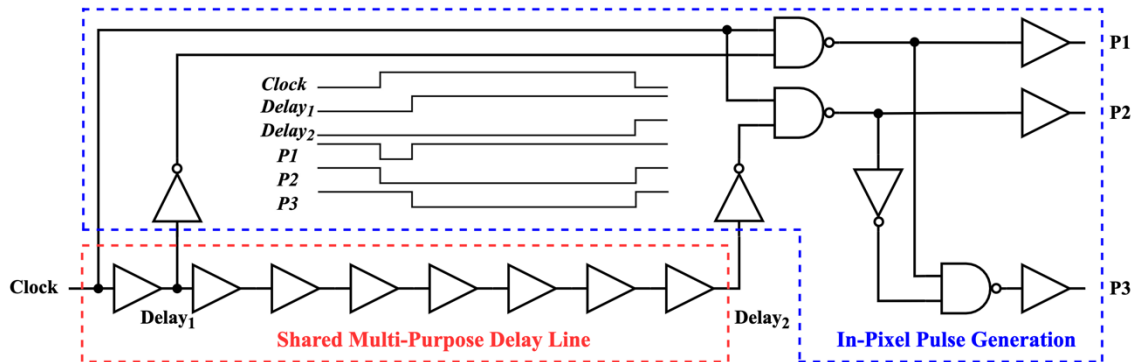 P1
Clock
Delay₁
P2
Delay₂
P1
P2
P3
Clock
P3
Delay₁
Delay₂
Shared Multi-Purpose Delay Line
In-Pixel Pulse Generation